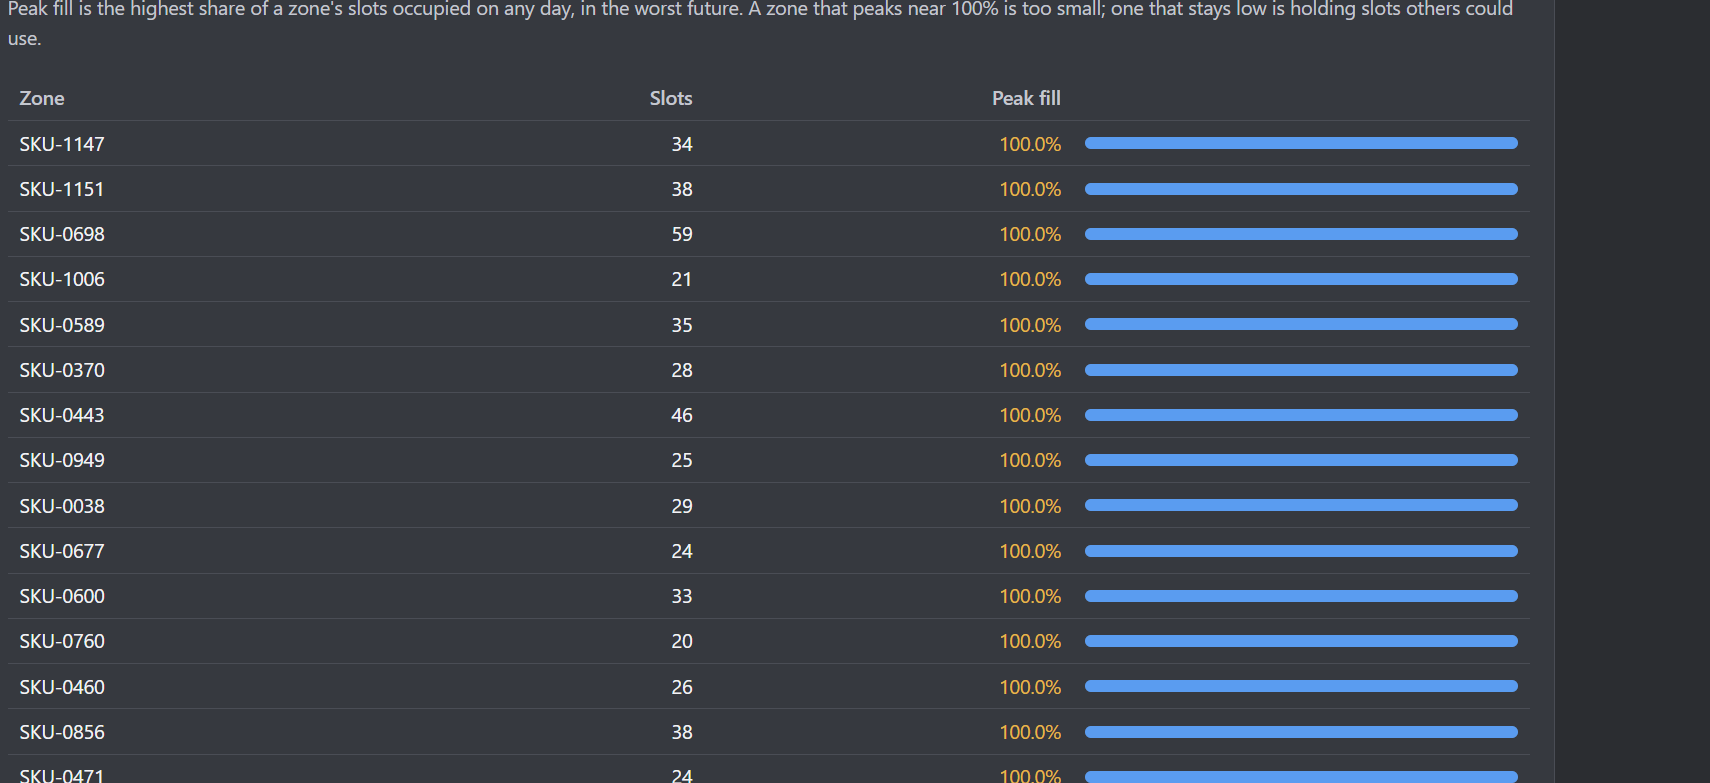 Peak fill is the highest share of a zone's slots occupied on any day, in the worst future. A zone that peaks near 100% is too small; one that stays low is holding slots others could
use.
Zone Slots Peak fill
SKU-1147 34 100.0%
SKU-1151 38 100.0%
SKU-0698 59 100.0%
SKU-1006 21 100.0%
SKU-0589 35 100.0%
SKU-0370 28 100.0%
SKU-0443 46 100.0%
SKU-0949 25 100.0%
SKU-0038 29 100.0%
SKU-0677 24 100.0%
SKU-0600 33 100.0%
SKU-0760 20 100.0%
SKU-0460 26 100.0%
SKU-0856 38 100.0%
SKU-0471 24 100.0%